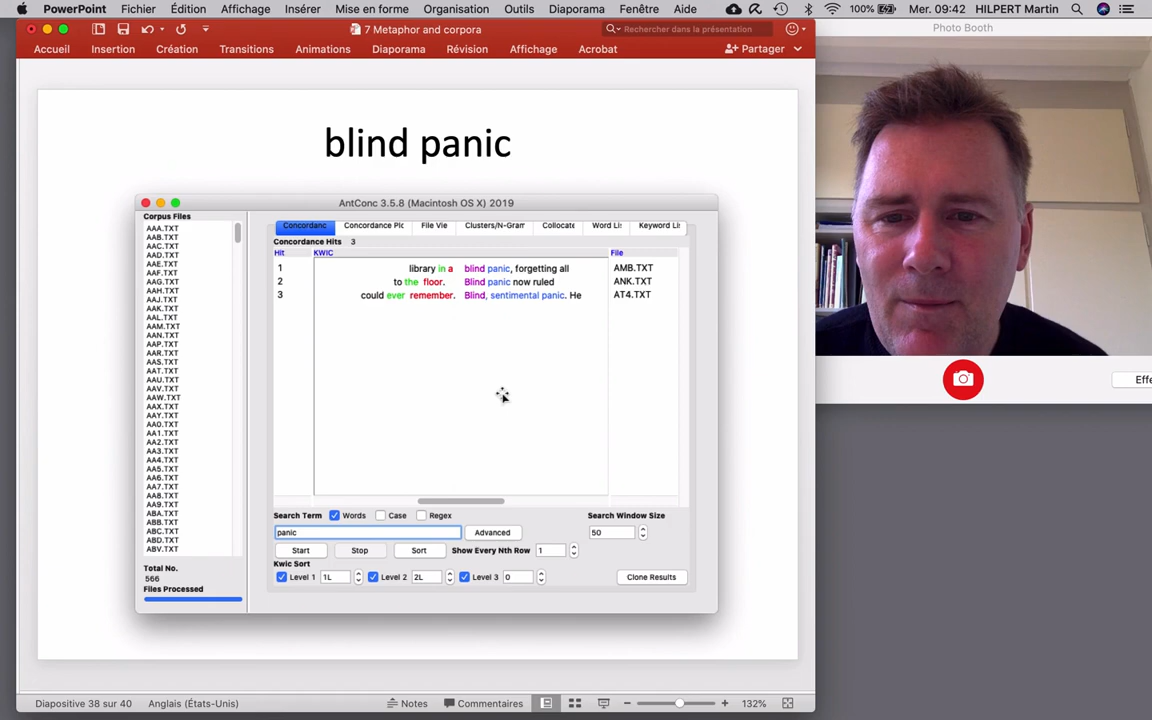 PowerPoint Fichier Édition Affichage Insérer Mise en forme Organisation Outils Diaporama Fenêtre Aide 100% Mer. 09:42 HILPERT Martin
7 Metaphor and corpora
Rechercher dans la présentation
Photo Booth
Accueil Insertion Création Transitions Animations Diaporama Révision Affichage Acrobat Partager
blind panic
AntConc 3.5.8 (Macintosh OS X) 2019
Corpus Files
AAA.TXT
AAB.TXT
AAC.TXT
AAD.TXT
AAE.TXT
AAF.TXT
AAG.TXT
AAH.TXT
AAJ.TXT
AAK.TXT
AAL.TXT
AAM.TXT
AAN.TXT
AAP.TXT
AAR.TXT
AAS.TXT
AAT.TXT
AAU.TXT
AAV.TXT
AAW.TXT
AAX.TXT
AAY.TXT
AA0.TXT
AA1.TXT
AA2.TXT
AA3.TXT
AA4.TXT
AA5.TXT
AA6.TXT
AA7.TXT
AA8.TXT
AA9.TXT
ABA.TXT
ABB.TXT
ABC.TXT
ABD.TXT
ABV.TXT
Total No.
566
Files Processed
Concordanc Concordance Plc File Vie Clusters/N-Gram Collocate Word Li: Keyword Li:
Concordance Hits 3
Hit KWIC File
1 library in a blind panic, forgetting all AMB.TXT
2 to the floor. Blind panic now ruled ANK.TXT
3 could ever remember. Blind, sentimental panic. He AT4.TXT
Search Term Words Case Regex Search Window Size
panic Advanced 50
Start Stop Sort Show Every Nth Row 1
Kwic Sort
Level 1 1L Level 2 2L Level 3 0 Clone Results
Effe
Diapositive 38 sur 40 Anglais (États-Unis) Notes Commentaires 132%